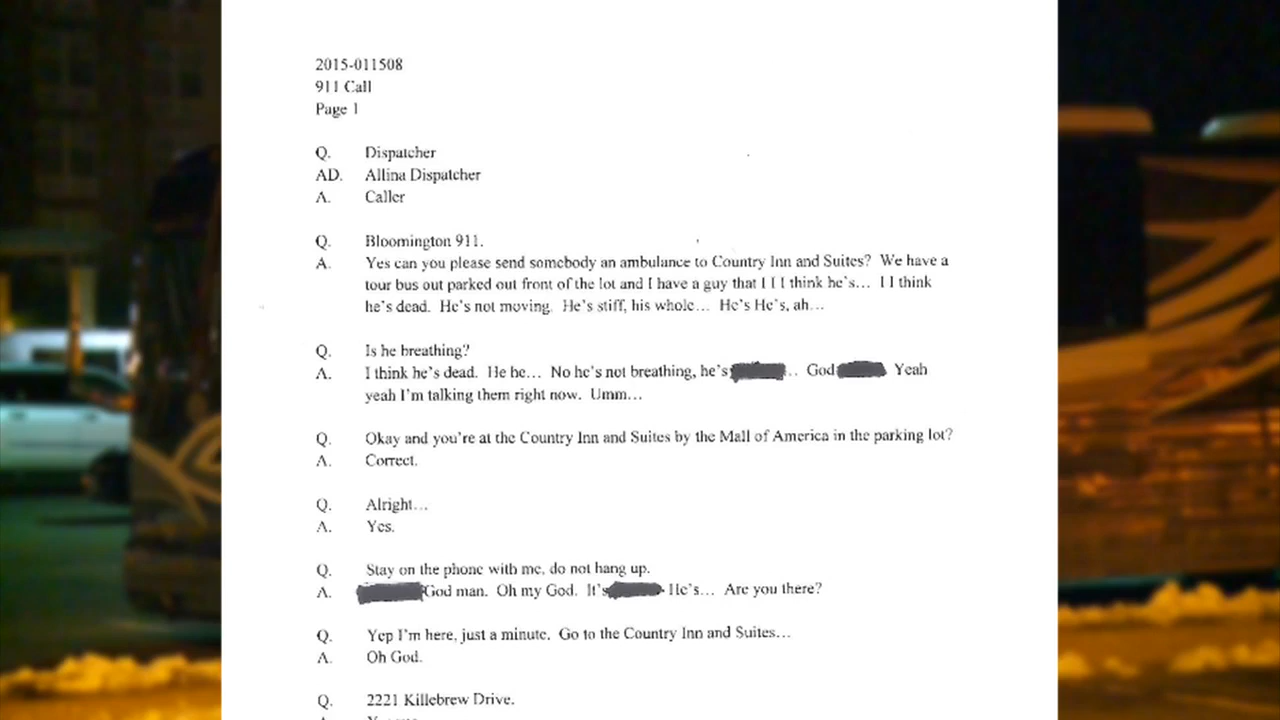 2015-011508
911 Call
Page 1
Q. Dispatcher
AD. Allina Dispatcher
A. Caller
Q. Bloomington 911.
A. Yes can you please send somebody an ambulance to Country Inn and Suites? We have a
tour bus out parked out front of the lot and I have a guy that I I I think he's... I I think
he's dead. He's not moving. He's stiff, his whole... He's He's, ah...
Q. Is he breathing?
A. I think he's dead. He he... No he's not breathing, he's .. God Yeah
yeah I'm talking them right now. Umm...
Q. Okay and you're at the Country Inn and Suites by the Mall of America in the parking lot?
A. Correct.
Q. Alright...
A. Yes.
Q. Stay on the phone with me, do not hang up.
A. God man. Oh my God. It's He's... Are you there?
Q. Yep I'm here, just a minute. Go to the Country Inn and Suites...
A. Oh God.
Q. 2221 Killebrew Drive.